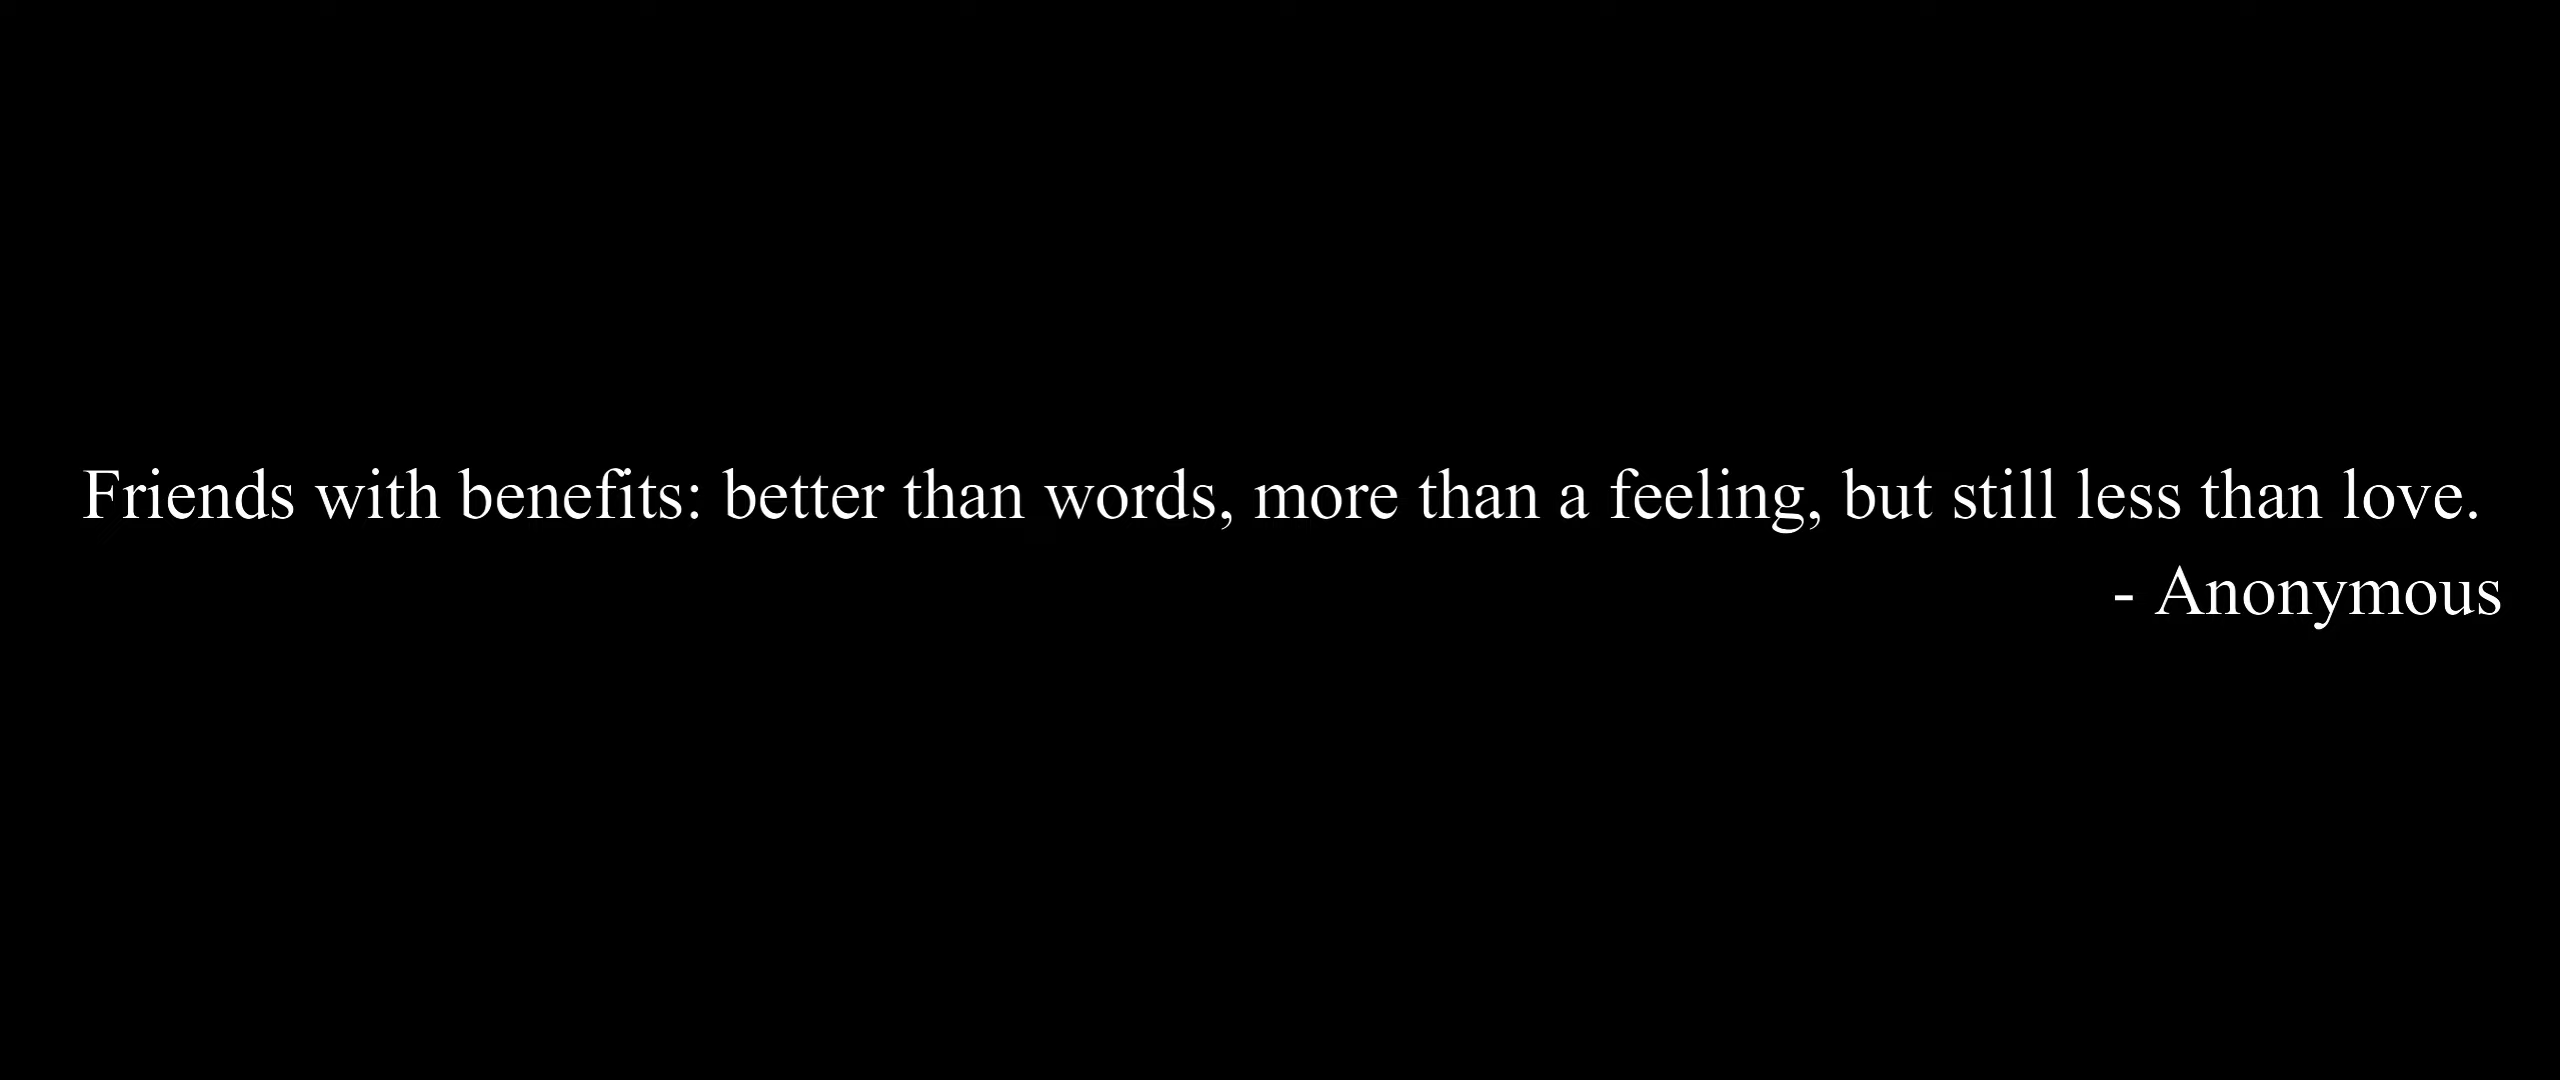 Friends with benefits: better than words, more than a feeling, but still less than love.
- Anonymous